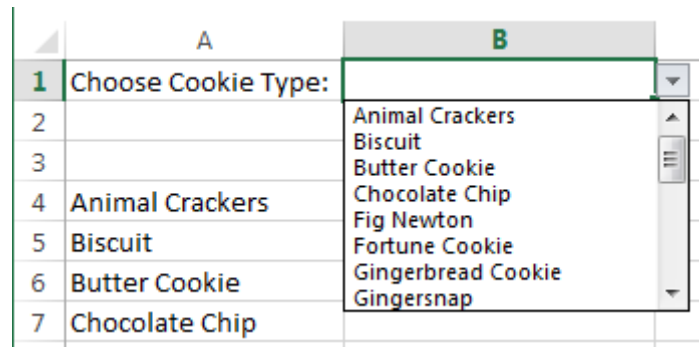 A B
1 Choose Cookie Type:
Animal Crackers
Biscuit
Butter Cookie
Chocolate Chip
Fig Newton
Fortune Cookie
Gingerbread Cookie
Gingersnap
2
3
4 Animal Crackers
5 Biscuit
6 Butter Cookie
7 Chocolate Chip